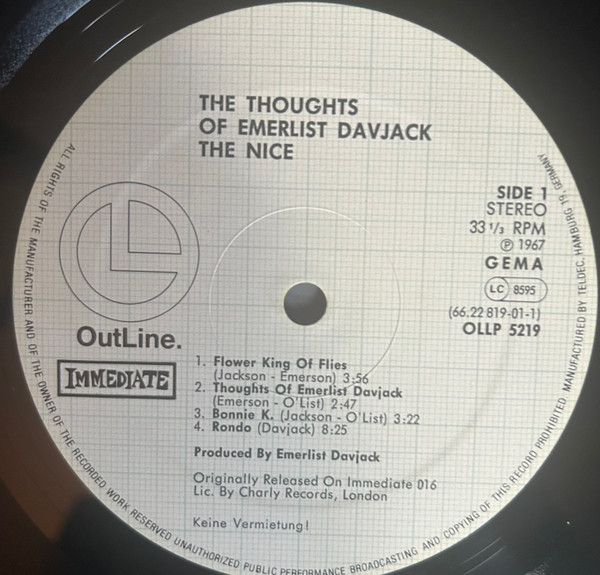 THE THOUGHTS
OF EMERLIST DAVJACK
THE NICE
SIDE 1
STEREO
33 1/3 RPM
℗ 1967
GEMA
LC 8595
(66.22 819-01-1)
OLLP 5219
OutLine.
IMMEDIATE
1. Flower King Of Flies
(Jackson - Emerson) 3:56
2. Thoughts Of Emerlist Davjack
(Emerson - O'List) 2:47
3. Bonnie K. (Jackson - O'List) 3:22
4. Rondo (Davjack) 8:25
Produced By Emerlist Davjack
Originally Released On Immediate 016
Lic. By Charly Records, London
Keine Vermietung!
ALL RIGHTS OF THE MANUFACTURER AND OF THE OWNER OF THE RECORDED WORK RESERVED UNAUTHORIZED PUBLIC PERFORMANCE BROADCASTING AND COPYING OF THIS RECORD PROHIBITED. MANUFACTURED BY TELDEC, HAMBURG 19, GERMANY